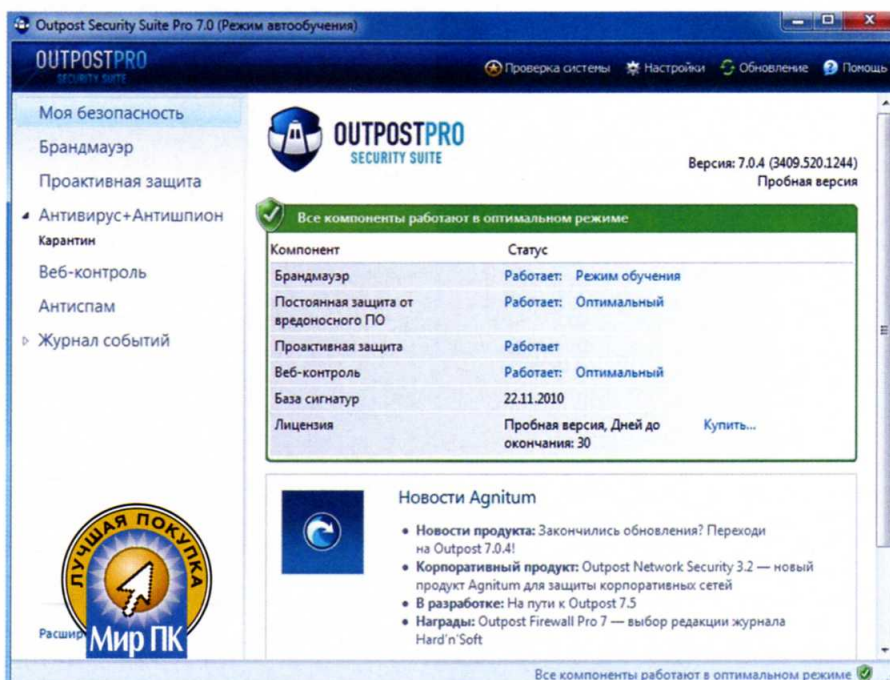 Outpost Security Suite Pro 7.0 (Режим автообучения)
OUTPOSTPRO
SECURITY SUITE
Проверка системы Настройки Обновление Помощь
Моя безопасность
Брандмауэр
Проактивная защита
Антивирус+Антишпион
Карантин
Веб-контроль
Антиспам
Журнал событий
OUTPOSTPRO
SECURITY SUITE
Версия: 7.0.4 (3409.520.1244)
Пробная версия
Все компоненты работают в оптимальном режиме
Компонент Статус
Брандмауэр Работает: Режим обучения
Постоянная защита от Работает: Оптимальный
вредоносного ПО
Проактивная защита Работает
Веб-контроль Работает: Оптимальный
База сигнатур 22.11.2010
Лицензия Пробная версия, Дней до Купить...
окончания: 30
Новости Agnitum
• Новости продукта: Закончились обновления? Переходи
на Outpost 7.0.4!
• Корпоративный продукт: Outpost Network Security 3.2 — новый
продукт Agnitum для защиты корпоративных сетей
• В разработке: На пути к Outpost 7.5
• Награды: Outpost Firewall Pro 7 — выбор редакции журнала
Hard'n'Soft
ЛУЧШАЯ ПОКУПКА
Мир ПК
Все компоненты работают в оптимальном режиме